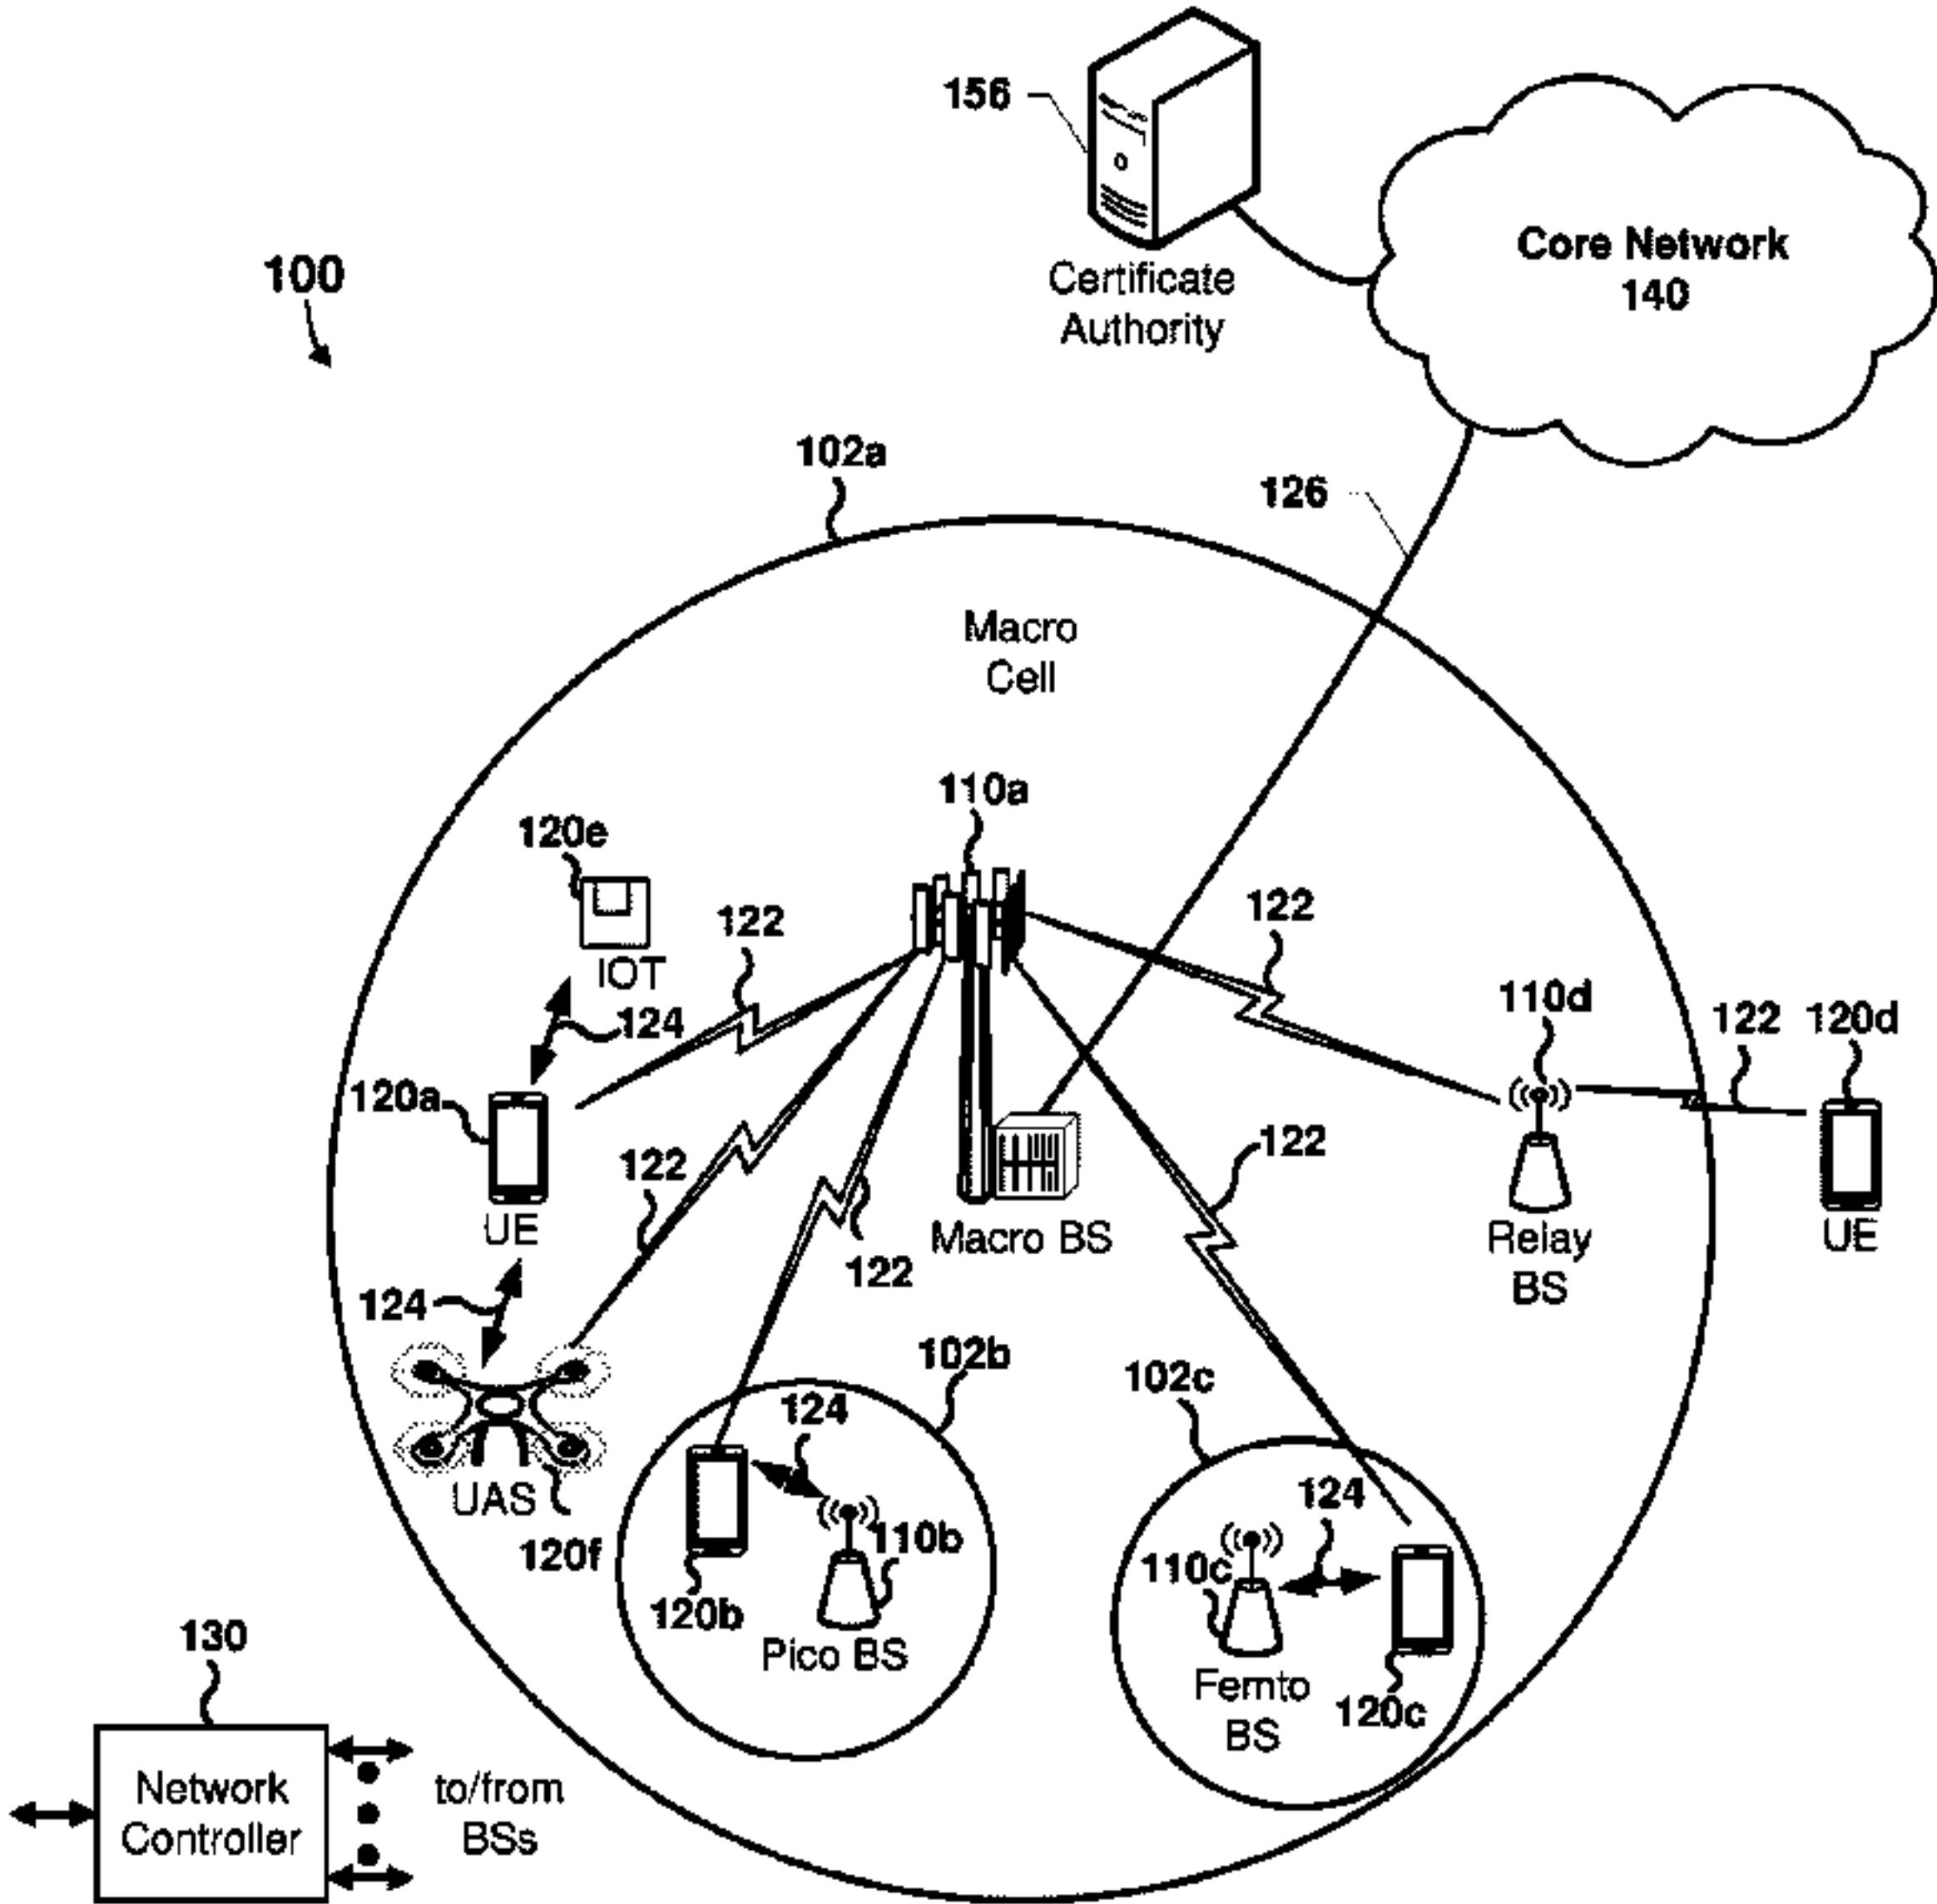 156
Core Network
140
100
Certificate
Authority
102a
126
Macro
Cell
110a
120e
122
122
IOT
124
110d
122
120d
120a
122
122
UE
Macro BS
122
Relay
BS
UE
124
102b
102c
124
124
UAS
110b
110c
120f
120b
Pico BS
Femto
BS
120c
130
Network
Controller
to/from
BSs